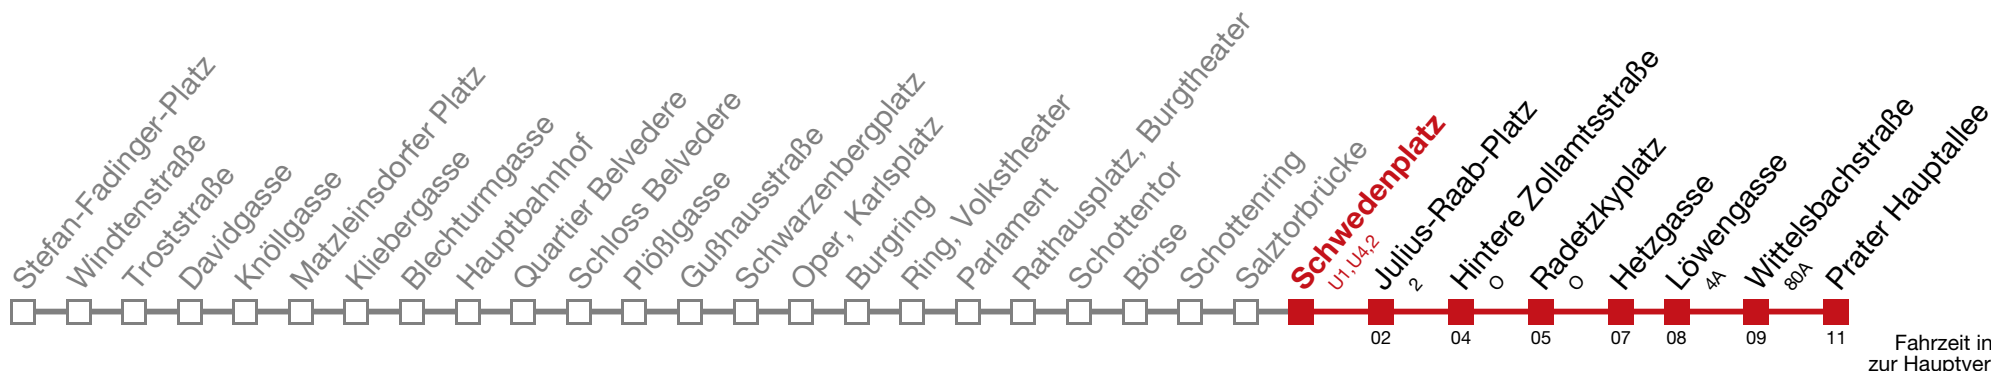 Stefan-Fadinger-Platz
Windtenstraße
Troststraße
Davidgasse
Knöllgasse
Matzleinsdorfer Platz
Kliebergasse
Blechturmgasse
Hauptbahnhof
Quartier Belvedere
Schloss Belvedere
Plößlgasse
Gußhausstraße
Schwarzenbergplatz
Oper, Karlsplatz
Burgring
Ring, Volkstheater
Parlament
Rathausplatz, Burgtheater
Schottentor
Börse
Schottenring
Salztorbrücke
Schwedenplatz
U1,U4,2
Julius-Raab-Platz
2
Hintere Zollamtsstraße
O
Radetzkyplatz
O
Hetzgasse
Löwengasse
4A
Wittelsbachstraße
80A
Prater Hauptallee
02 04 05 07 08 09 11
Fahrzeit in
zur Hauptver